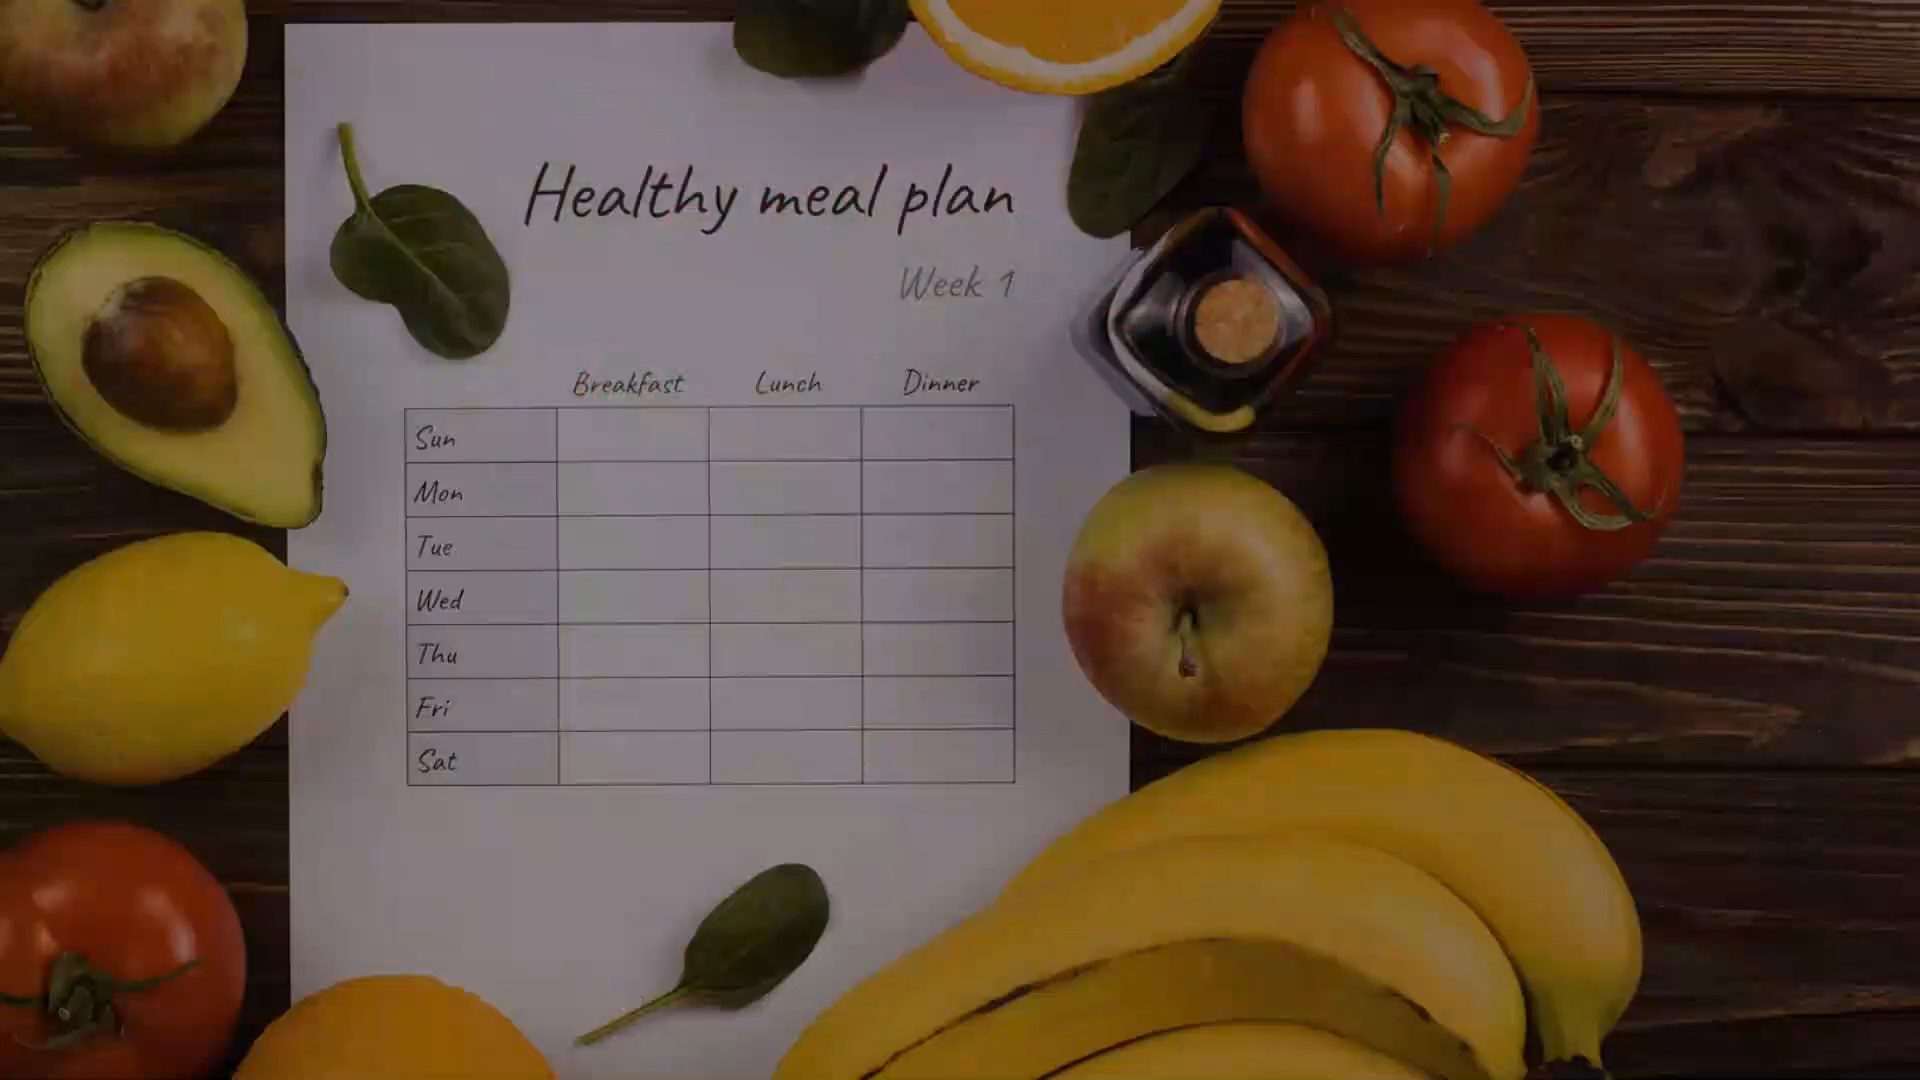 Healthy meal plan
Week 1
Breakfast Lunch Dinner
Sun
Mon
Tue
Wed
Thu
Fri
Sat